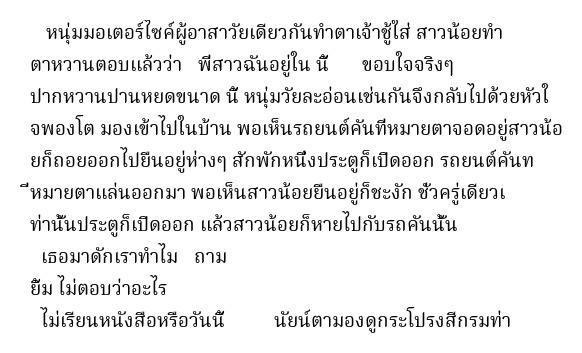 หนุ่มมอเตอร์ไซค์ผู้อาสาวัยเดียวกันทำตาเจ้าชู้ใส่ สาวน้อยทำ
ตาหวานตอบแล้วว่า พี่สาวฉันอยู่ใน นี้ ขอบใจจริงๆ
ปากหวานปานหยดขนาด นี้ หนุ่มวัยละอ่อนเช่นกันจึงกลับไปด้วยหัวใ
จพองโต มองเข้าไปในบ้าน พอเห็นรถยนต์คันที่หมายตาจอดอยู่สาวน้อ
ยก็ถอยออกไปยืนอยู่ห่างๆ สักพักหนึ่งประตูก็เปิดออก รถยนต์คันท
ี่หมายตาแล่นออกมา พอเห็นสาวน้อยยืนอยู่ก็ชะงัก ชั่วครู่เดียวเ
ท่านั้นประตูก็เปิดออก แล้วสาวน้อยก็หายไปกับรถคันนั้น
เธอมาดักเราทำไม ถาม
ยิ้ม ไม่ตอบว่าอะไร
ไม่เรียนหนังสือหรือวันนี้ นัยน์ตามองดูกระโปรงสีกรมท่า